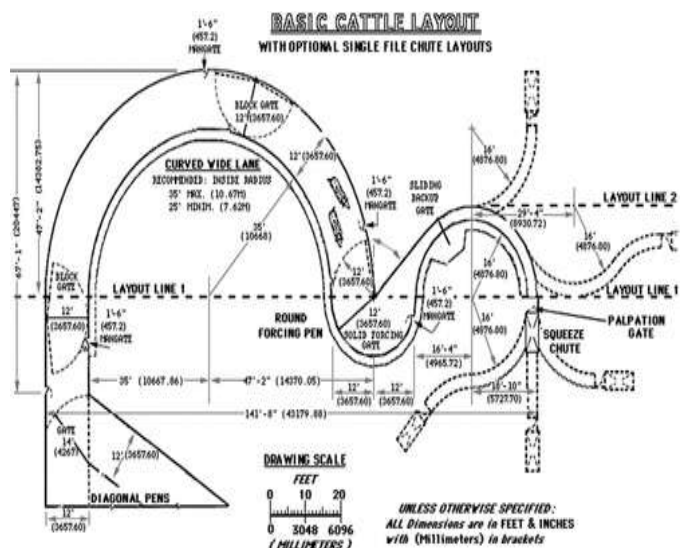 BASIC CATTLE LAYOUT
WITH OPTIONAL SINGLE FILE CHUTE LAYOUTS
1'-6"
(457.2)
MANGATE
BLOCK GATE
12'(3657.60)
12'(3657.60)
CURVED WIDE LANE
RECOMMENDED: INSIDE RADIUS
35' MAX. (10.67M)
25' MINIM. (7.62M)
35'
(10668)
1'-6"
(457.2)
MANGATE
SLIDING
BACKUP
GATE
16'
(4876.80)
LAYOUT LINE 2
29'-4"
(8930.72)
16'
(4876.80)
16'
(4876.80)
67'-1" (20447)
47'-2" (14382.75)
BLOCK
GATE
LAYOUT LINE 1
LAYOUT LINE 1
12'
(3657.60)
1'-6"
(457.2)
MANGATE
12'
(3657.60)
ROUND
FORCING PEN
12'
(3657.60)
SOLID FORCING
GATE
1'-6"
(457.2)
MANGATE
16'
(4876.80)
PALPATION
GATE
SQUEEZE
CHUTE
16'-4"
(4965.72)
35' (10667.86)
47'-2" (14370.05)
12'
(3657.60)
12'
(3657.60)
18'-10"
(5727.70)
141'-8" (43179.88)
GATE
14'
(4267)
12'
(3657.60)
DIAGONAL PENS
12'
(3657.60)
DRAWING SCALE
FEET
0 10 20
0 3048 6096
(MILLIMETERS)
UNLESS OTHERWISE SPECIFIED:
ALL Dimensions are in FEET & INCHES
with (Millimeters) in brackets